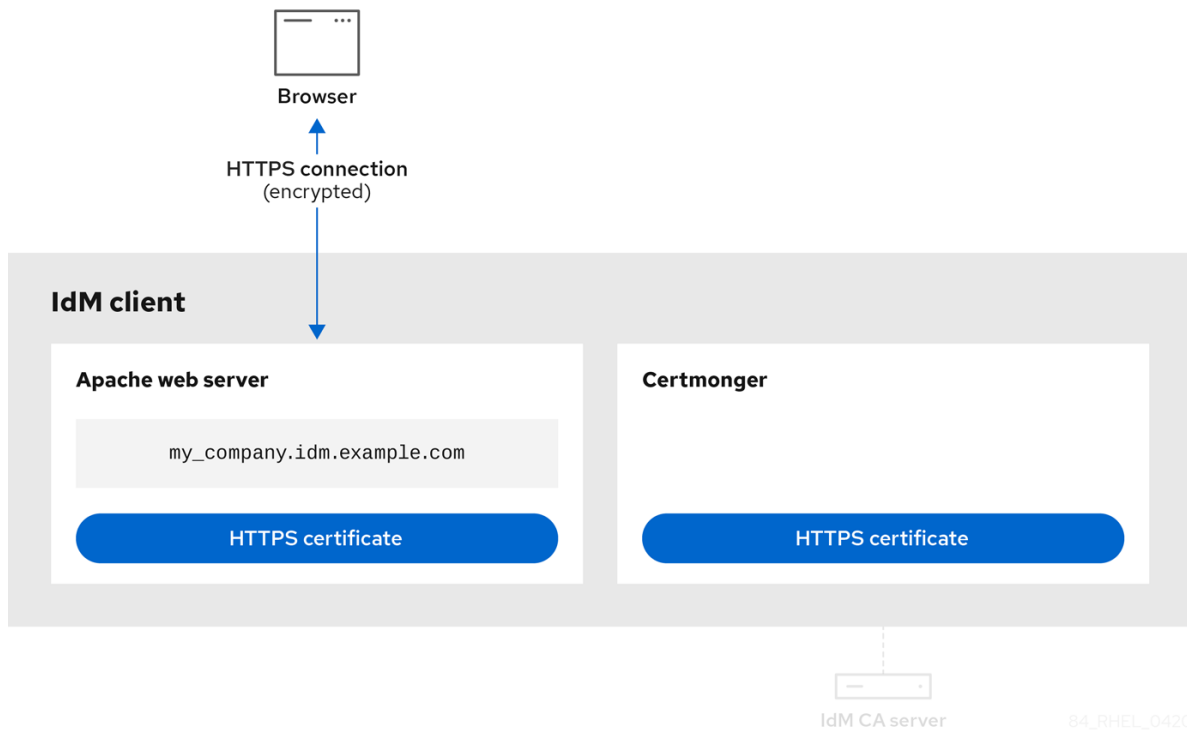 Browser
HTTPS connection
(encrypted)
IdM client
Apache web server
Certmonger
my_company.idm.example.com
HTTPS certificate
HTTPS certificate
IdM CA server
84_RHEL_0420